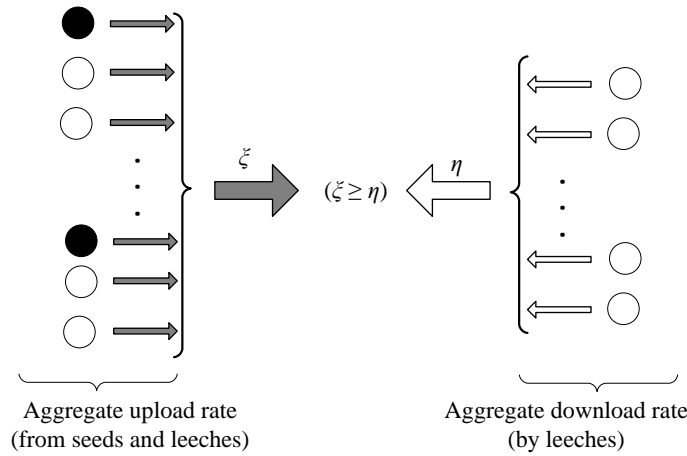 ξ
(ξ ≥ η)
η
Aggregate upload rate
(from seeds and leeches)
Aggregate download rate
(by leeches)